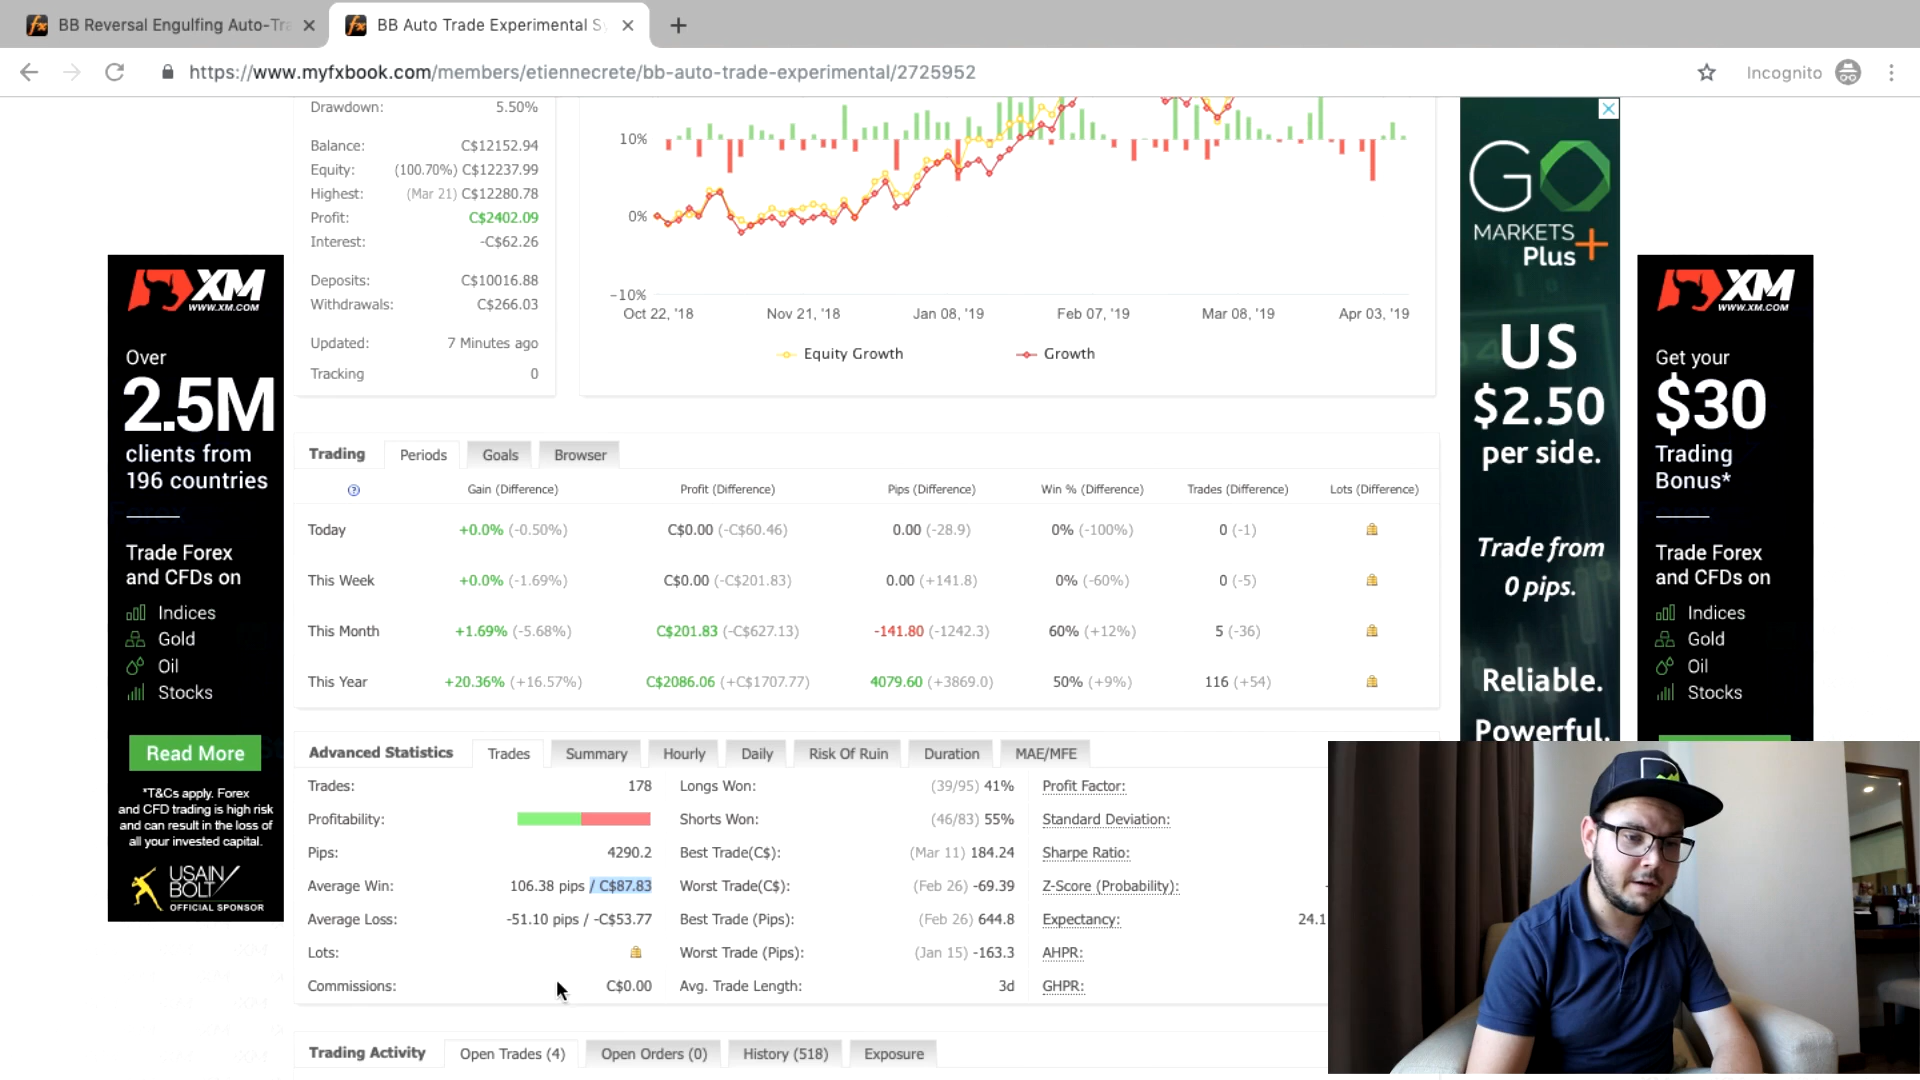 BB Reversal Engulfing Auto-Tra
BB Auto Trade Experimental S
https://www.myfxbook.com/members/etiennecrete/bb-auto-trade-experimental/2725952
Incognito
Drawdown: 5.50%
Balance: C$12152.94
Equity: (100.70%) C$12237.99
Highest: (Mar 21) C$12280.78
Profit: C$2402.09
Interest: -C$62.26
Deposits: C$10016.88
Withdrawals: C$266.03
Updated: 7 Minutes ago
Tracking 0
10%
0%
-10%
Oct 22, '18 Nov 21, '18 Jan 08, '19 Feb 07, '19 Mar 08, '19 Apr 03, '19
Equity Growth Growth
XM
WWW.XM.COM
Over
2.5M
clients from
196 countries
Trade Forex
and CFDs on
Indices
Gold
Oil
Stocks
Read More
*T&Cs apply. Forex
and CFD trading is high risk
and can result in the loss of
all your invested capital.
USAIN
BOLT
OFFICIAL SPONSOR
Trading Periods Goals Browser
Gain (Difference) Profit (Difference) Pips (Difference) Win % (Difference) Trades (Difference) Lots (Difference)
Today +0.0% (-0.50%) C$0.00 (-C$60.46) 0.00 (-28.9) 0% (-100%) 0 (-1)
This Week +0.0% (-1.69%) C$0.00 (-C$201.83) 0.00 (+141.8) 0% (-60%) 0 (-5)
This Month +1.69% (-5.68%) C$201.83 (-C$627.13) -141.80 (-1242.3) 60% (+12%) 5 (-36)
This Year +20.36% (+16.57%) C$2086.06 (+C$1707.77) 4079.60 (+3869.0) 50% (+9%) 116 (+54)
Advanced Statistics Trades Summary Hourly Daily Risk Of Ruin Duration MAE/MFE
Trades: 178 Longs Won: (39/95) 41% Profit Factor:
Profitability: Shorts Won: (46/83) 55% Standard Deviation:
Pips: 4290.2 Best Trade(C$): (Mar 11) 184.24 Sharpe Ratio:
Average Win: 106.38 pips / C$87.83 Worst Trade(C$): (Feb 26) -69.39 Z-Score (Probability):
Average Loss: -51.10 pips / -C$53.77 Best Trade (Pips): (Feb 26) 644.8 Expectancy: 24.1
Lots: Worst Trade (Pips): (Jan 15) -163.3 AHPR:
Commissions: C$0.00 Avg. Trade Length: 3d GHPR:
Trading Activity Open Trades (4) Open Orders (0) History (518) Exposure
GO
MARKETS
Plus+
US
$2.50
per side.
Trade from
0 pips.
Reliable.
Powerful.
XM
WWW.XM.COM
Get your
$30
Trading
Bonus*
Trade Forex
and CFDs on
Indices
Gold
Oil
Stocks